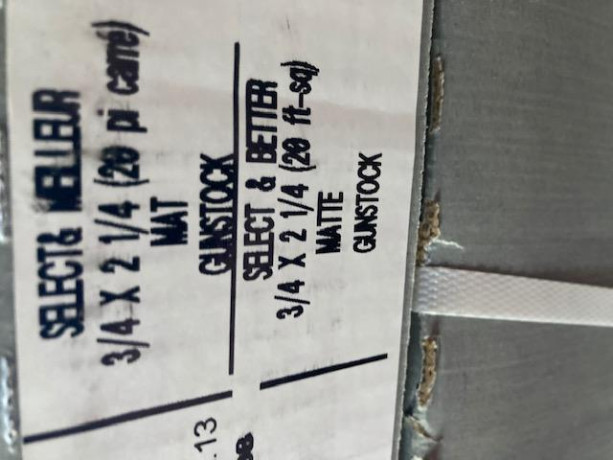 SELECT& MEILLEUR
3/4 X 2 1/4 (20 pi carré)
MAT
GUNSTOCK
SELECT & BETTER
3/4 X 2 1/4 (20 ft-sq)
MATTE
GUNSTOCK
.13